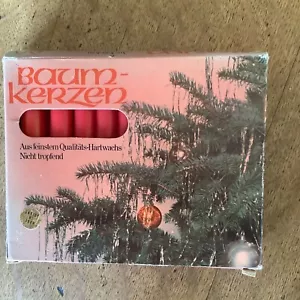 BAUM-
KERZEN
Aus feinstem Qualitäts-Hartwachs
Nicht tropfend